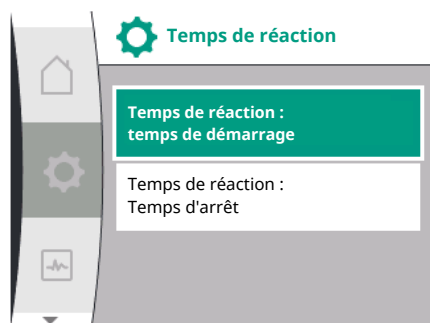 Temps de réaction
Temps de réaction :
temps de démarrage
Temps de réaction :
Temps d'arrêt